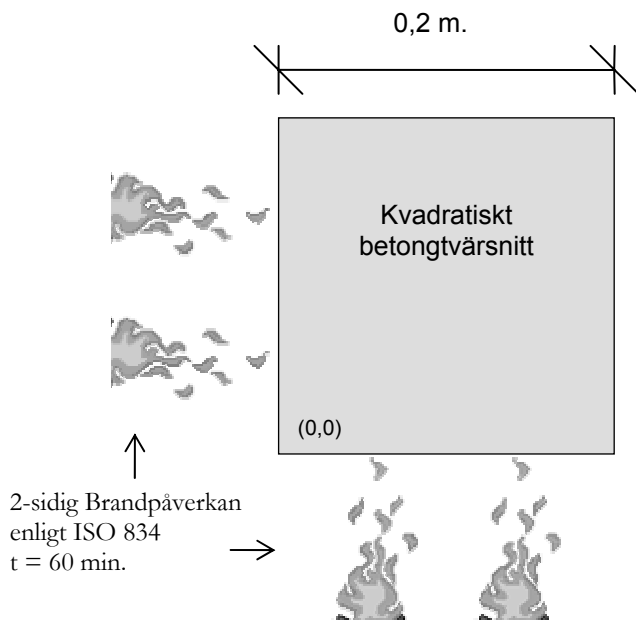 0,2 m.
Kvadratiskt
betongtvärsnitt
(0,0)
2-sidig Brandpåverkan
enligt ISO 834
t = 60 min.